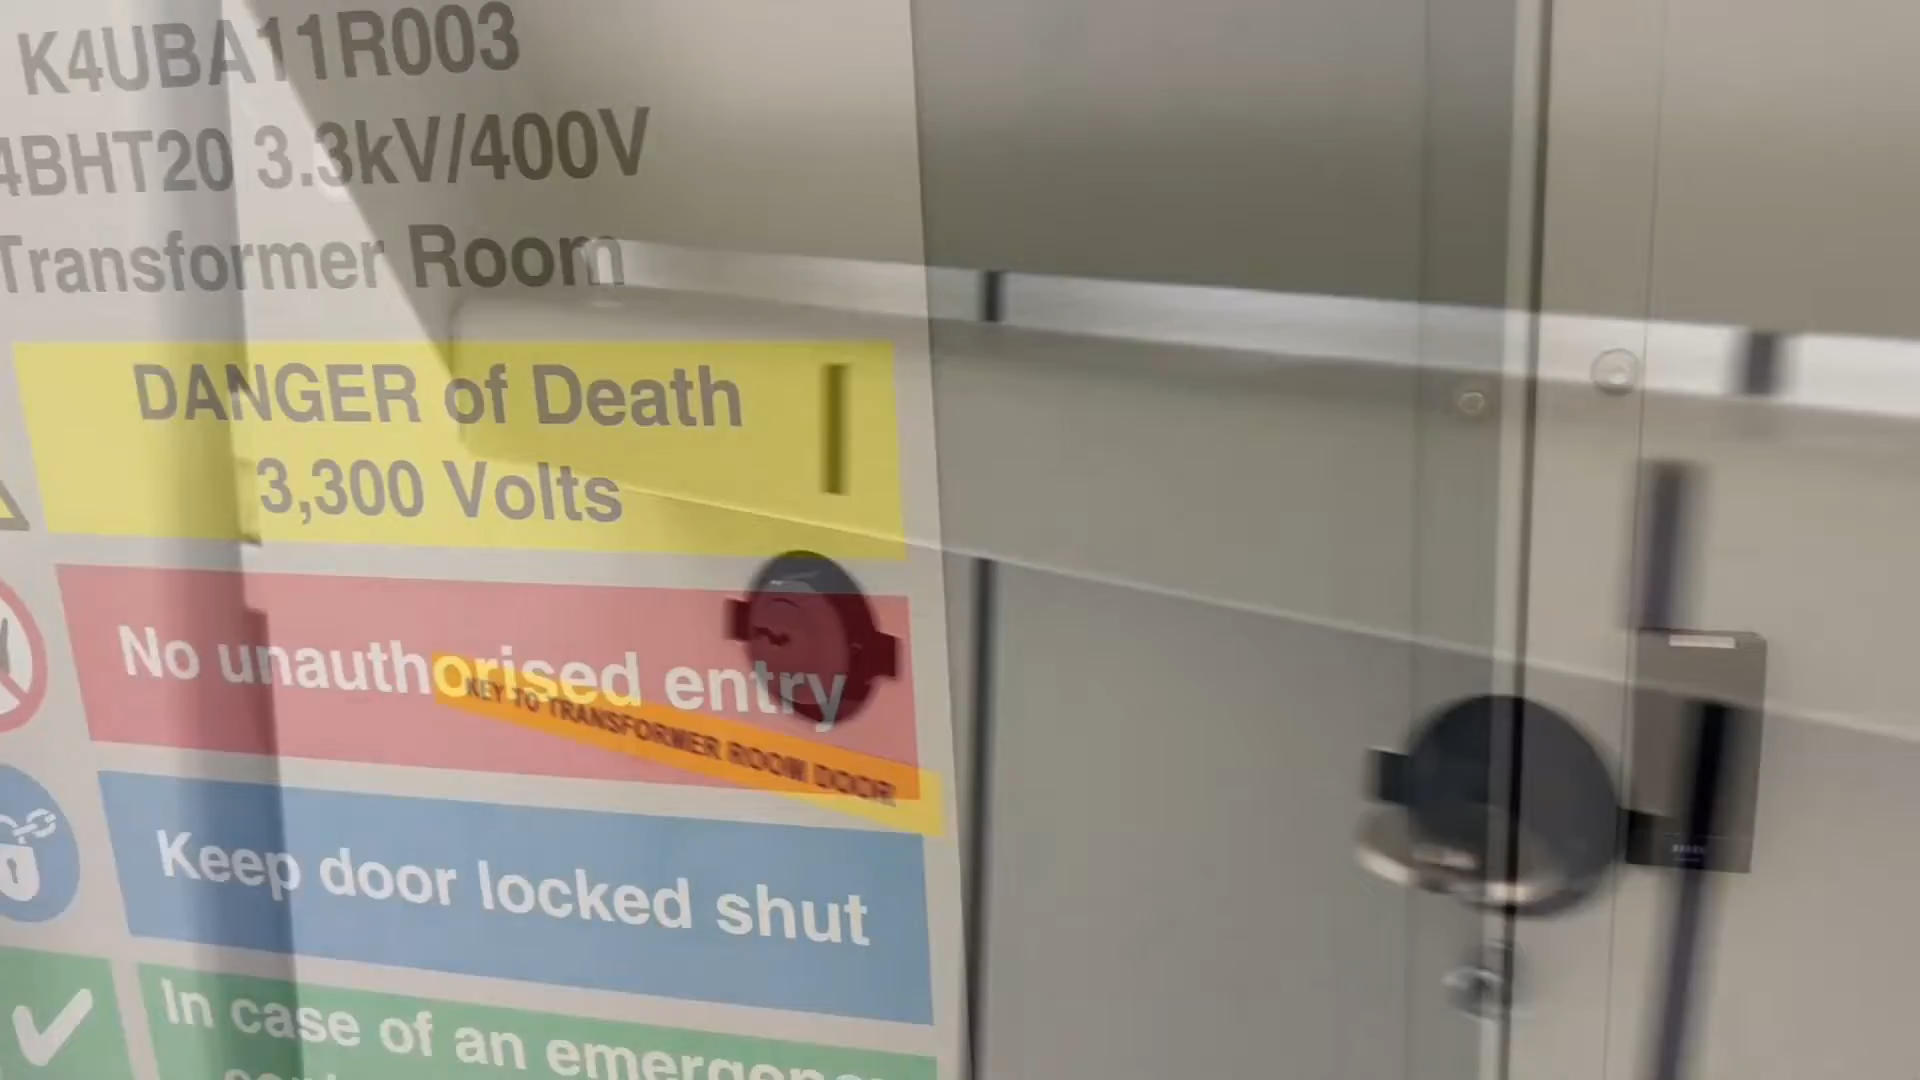 K4UBA11R003
4BHT20 3.3kV/400V
Transformer Room
DANGER of Death
3,300 Volts
No unauthorised entry
KEY TO TRANSFORMER ROOM DOOR
Keep door locked shut
In case of an emergency